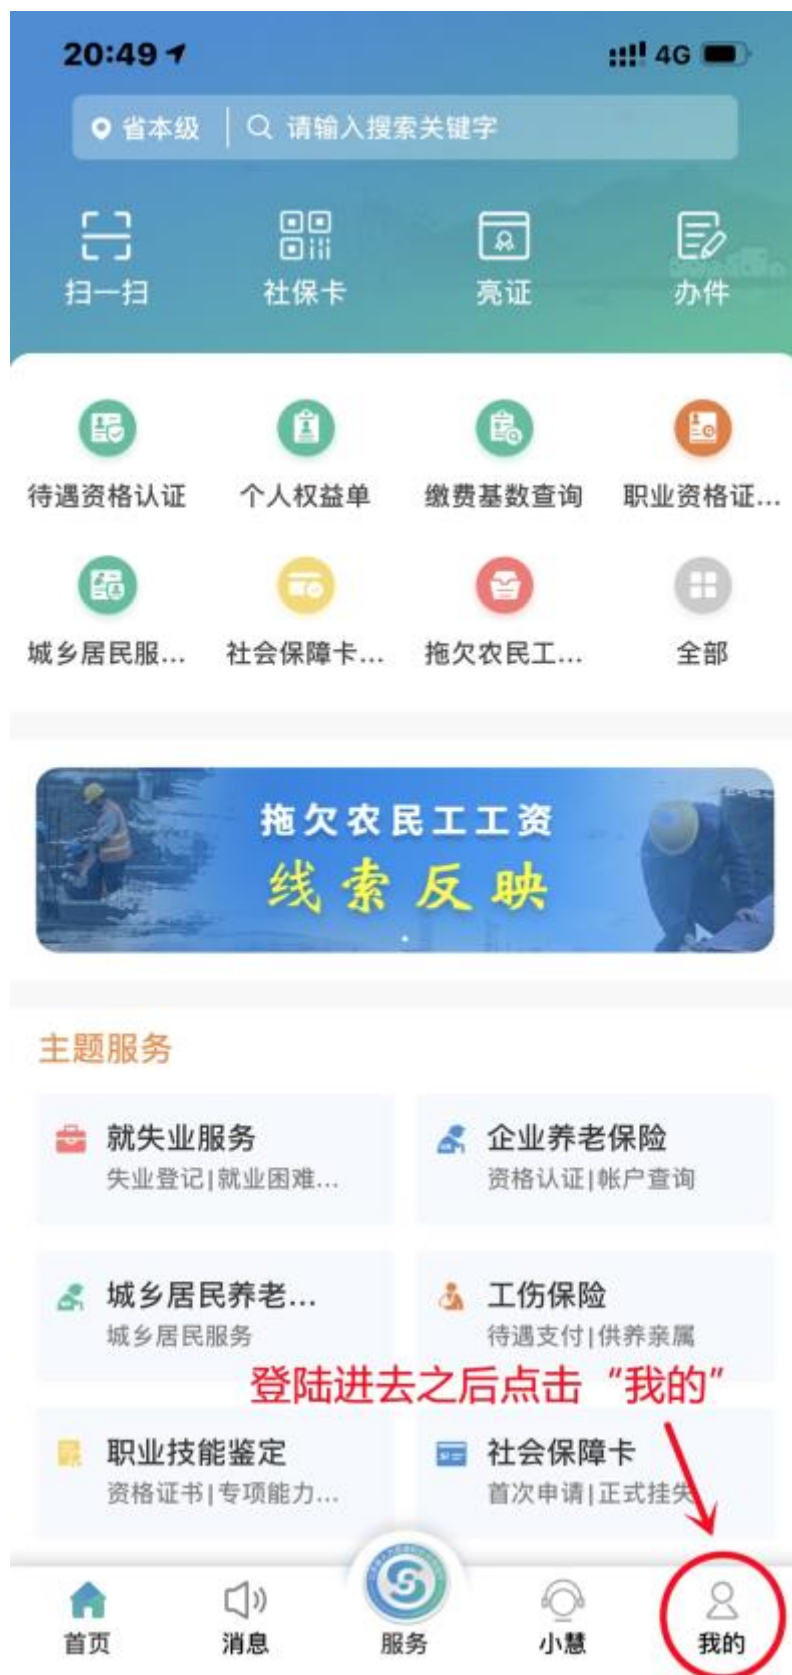 20:49
4G
省本级
请输入搜索关键字
扫一扫
社保卡
亮证
办件
待遇资格认证
个人权益单
缴费基数查询
职业资格证...
城乡居民服...
社会保障卡...
拖欠农民工...
全部
拖欠农民工工资
线索反映
主题服务
就失业服务
失业登记|就业困难...
企业养老保险
资格认证|帐户查询
城乡居民养老...
城乡居民服务
工伤保险
待遇支付|供养亲属
登陆进去之后点击“我的”
职业技能鉴定
资格证书|专项能力...
社会保障卡
首次申请|正式挂失
首页
消息
服务
小慧
我的